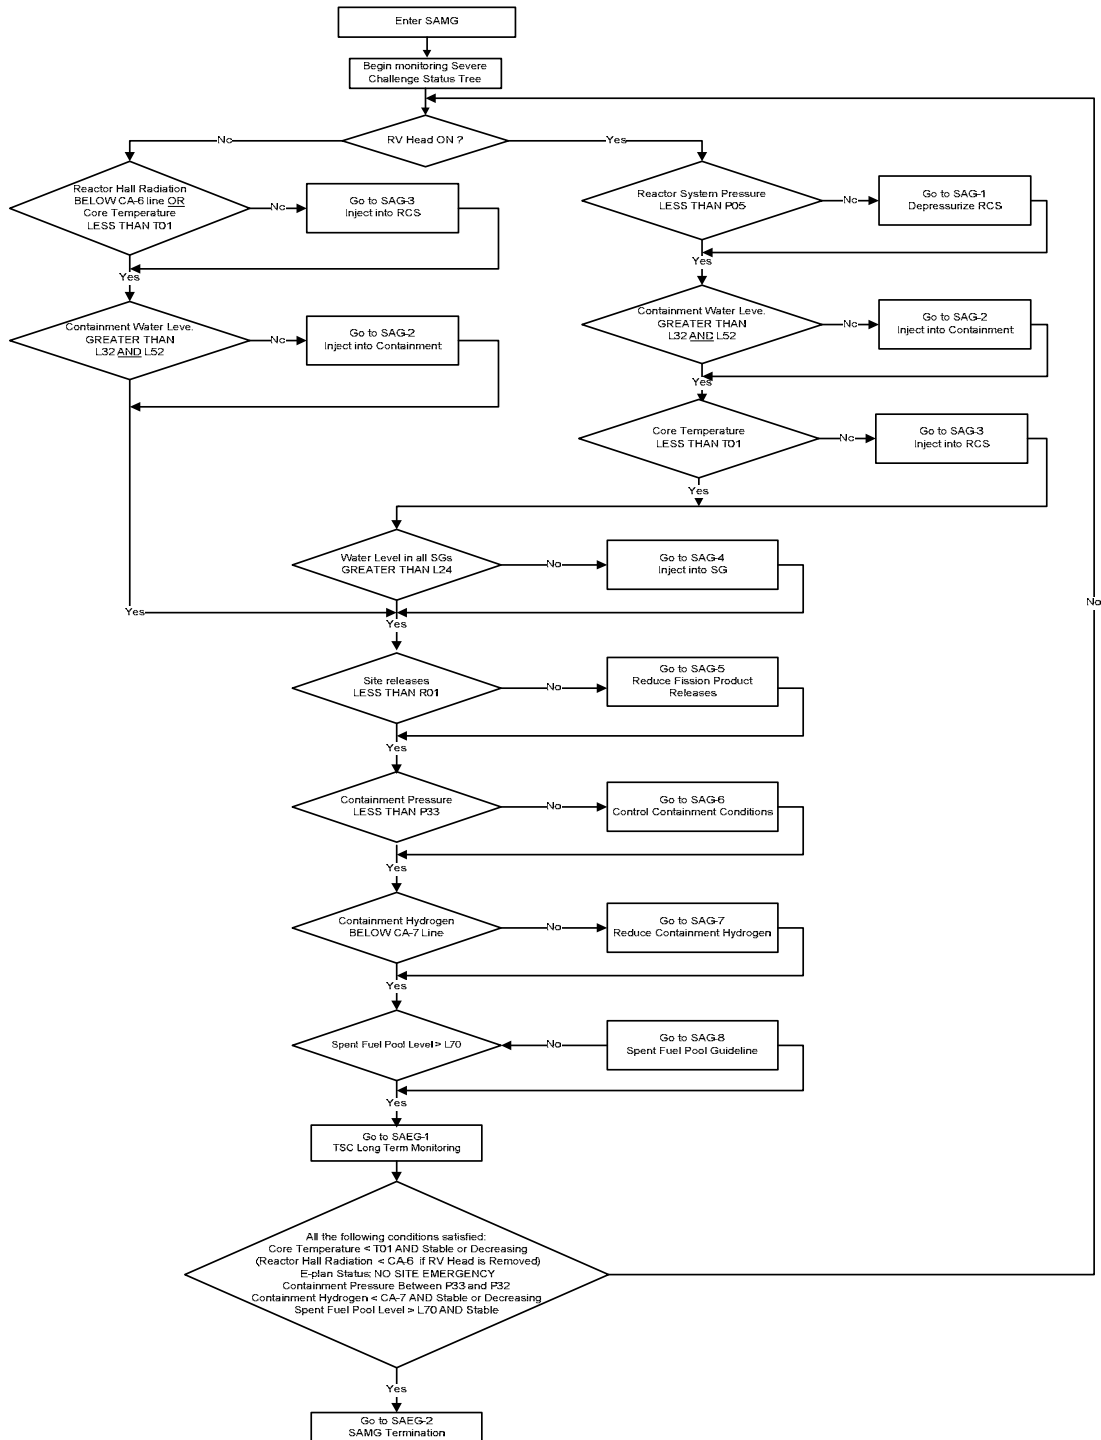 Enter SAMG
Begin monitoring Severe
Challenge Status Tree
RV Head ON ?
No
Yes
Reactor Hall Radiation
BELOW CA-6 line OR
Core Temperature
LESS THAN T01
No
Go to SAG-3
Inject into RCS
Yes
Containment Water Leve.
GREATER THAN
L32 AND L52
No
Go to SAG-2
Inject into Containment
Reactor System Pressure
LESS THAN P05
No
Go to SAG-1
Depressurize RCS
Yes
Containment Water Leve.
GREATER THAN
L32 AND L52
No
Go to SAG-2
Inject into Containment
Yes
Core Temperature
LESS THAN T01
No
Go to SAG-3
Inject into RCS
Yes
Water Level in all SGs
GREATER THAN L24
No
Go to SAG-4
Inject into SG
Yes
Yes
No
Site releases
LESS THAN R01
No
Go to SAG-5
Reduce Fission Product
Releases
Yes
Containment Pressure
LESS THAN P33
No
Go to SAG-6
Control Containment Conditions
Yes
Containment Hydrogen
BELOW CA-7 Line
No
Go to SAG-7
Reduce Containment Hydrogen
Yes
Spent Fuel Pool Level > L70
No
Go to SAG-8
Spent Fuel Pool Guideline
Yes
Go to SAEG-1
TSC Long Term Monitoring
All the following conditions satisfied:
Core Temperature < T01 AND Stable or Decreasing
(Reactor Hall Radiation < CA-6 if RV Head is Removed)
E-plan Status: NO SITE EMERGENCY
Containment Pressure Between P33 and P32
Containment Hydrogen < CA-7 AND Stable or Decreasing
Spent Fuel Pool Level > L70 AND Stable
Yes
Go to SAEG-2
SAMG Termination